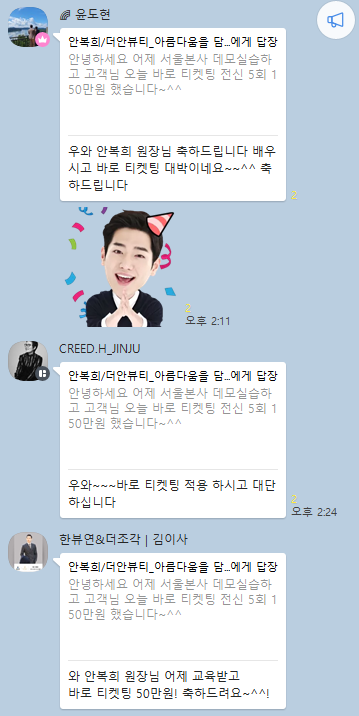 윤도현
안복희/더안뷰티_아름다움을 담...에게 답장
안녕하세요 어제 서울본사 데모실습하
고 고객님 오늘 바로 티켓팅 전신 5회 1
50만원 했습니다~^^
우와 안복희 원장님 축하드립니다 배우
시고 바로 티켓팅 대박이네요~~^^ 축
하드립니다
2
2
오후 2:11
CREED.H_JINJU
안복희/더안뷰티_아름다움을 담...에게 답장
안녕하세요 어제 서울본사 데모실습하
고 고객님 오늘 바로 티켓팅 전신 5회 1
50만원 했습니다~^^
우와~~~바로 티켓팅 적용 하시고 대단
하십니다
2
오후 2:24
한뷰연&더조각 | 김이사
안복희/더안뷰티_아름다움을 담...에게 답장
안녕하세요 어제 서울본사 데모실습하
고 고객님 오늘 바로 티켓팅 전신 5회 1
50만원 했습니다~^^
와 안복희 원장님 어제 교육받고
바로 티켓팅 50만원! 축하드려요~^^!